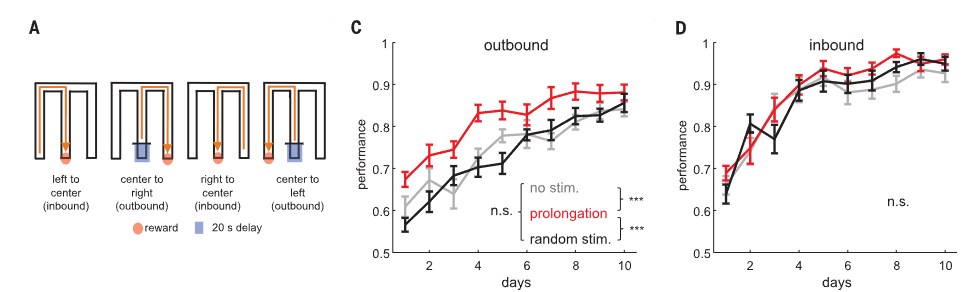 A
left to
center
(inbound)
center to
right
(outbound)
right to
center
(inbound)
center to
left
(outbound)
reward
20 s delay
C
outbound
performance
1
0.9
0.8
0.7
0.6
0.5
2
4
6
8
10
days
n.s.
no stim.
prolongation
random stim.
***
***
D
inbound
performance
1
0.9
0.8
0.7
0.6
0.5
2
4
6
8
10
days
n.s.